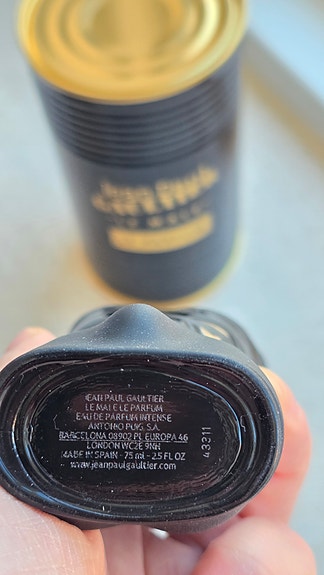 Jean Paul
GAULTIER
LE MALE
JEAN PAUL GAULTIER
LE MALE LE PARFUM
EAU DE PARFUM INTENSE
ANTONIO PUIG, S.A.
BARCELONA 08902 PL EUROPA 46
LONDON WC2E 9NH
MADE IN SPAIN - 75 ml - 2.5 FL OZ
www.jeanpaulgaultier.com
43211